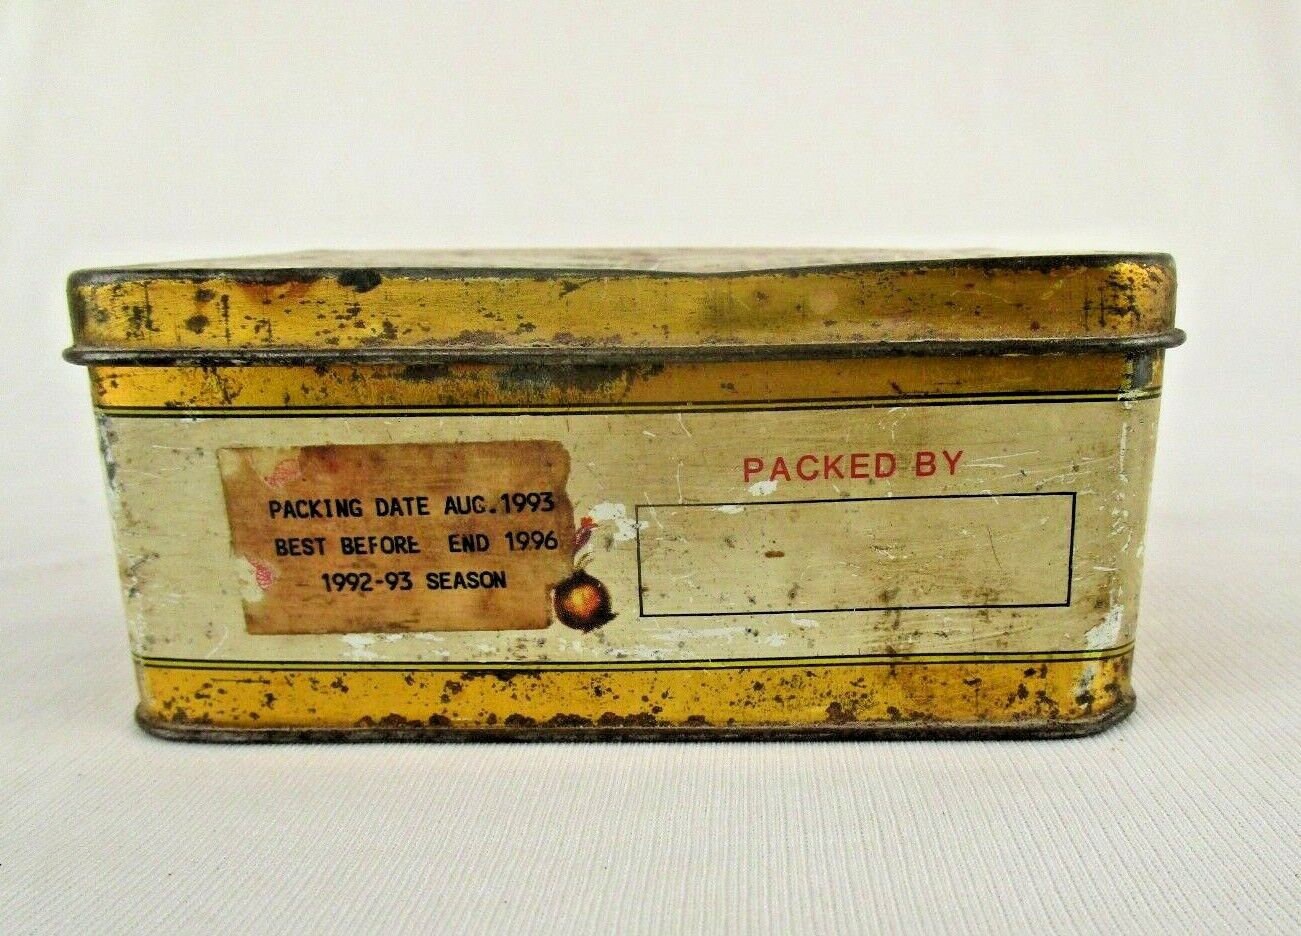 PACKING DATE AUG.1993
BEST BEFORE END 1996
1992-93 SEASON
PACKED BY